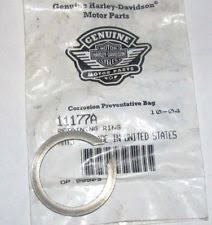 Genuine Harley-Davidson
Motor Parts
GENUINE
HARLEY-DAVIDSON
MOTOR PARTS
Corrosion Preventative Bag
11177A
10-04
RETAINING RING
MADE IN UNITED STATES